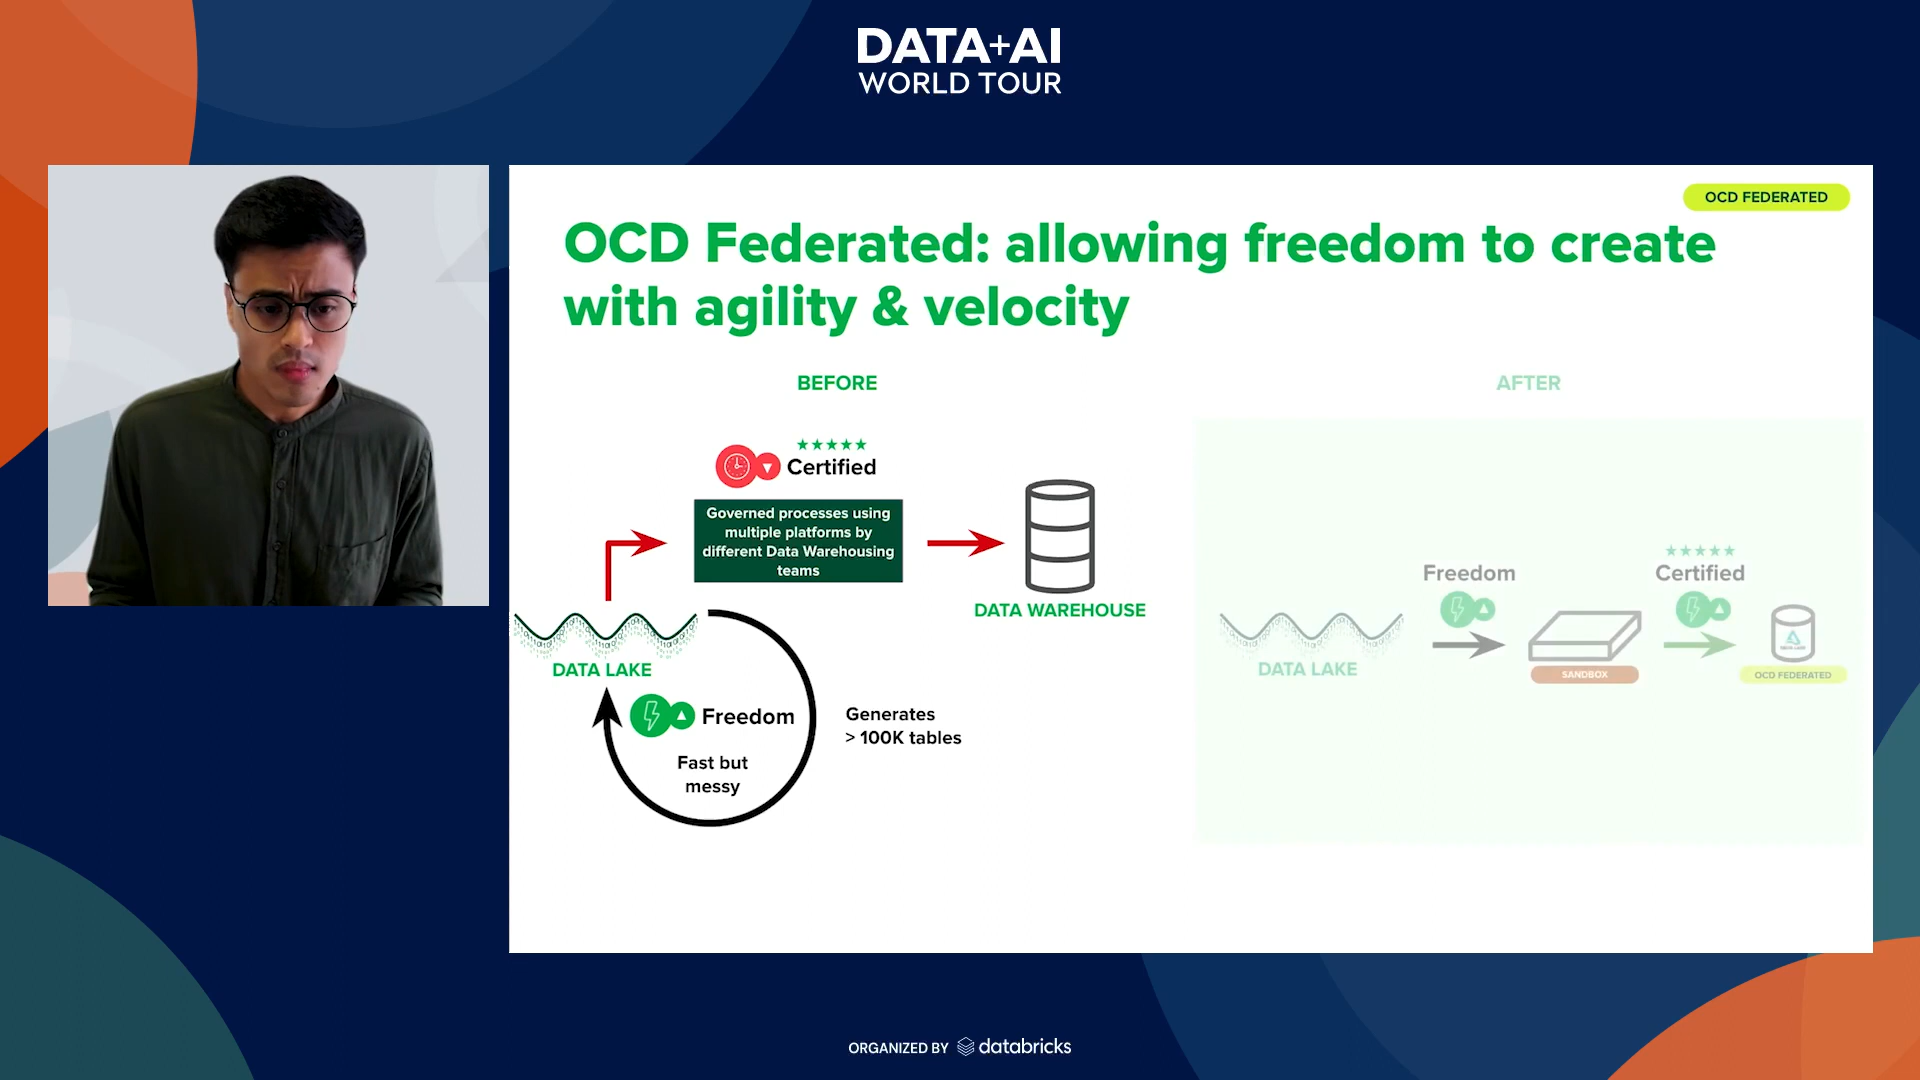 DATA+AI
WORLD TOUR
OCD FEDERATED
OCD Federated: allowing freedom to create
with agility & velocity
BEFORE
Certified
Governed processes using
multiple platforms by
different Data Warehousing
teams
DATA WAREHOUSE
DATA LAKE
Freedom
Fast but
messy
Generates
> 100K tables
AFTER
DATA LAKE
Freedom
SANDBOX
Certified
OCD FEDERATED
ORGANIZED BY databricks